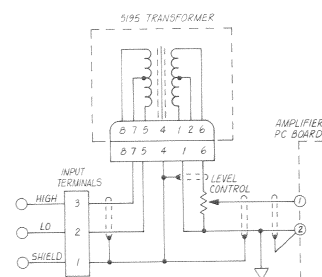 5195 TRANSFORMER
8 7 5 4 1 2 6
8 7 5 4 1 6
AMPLIFIER
PC BOARD
INPUT
TERMINALS
LEVEL
CONTROL
HIGH 3
LO 2
SHIELD 1
1
2